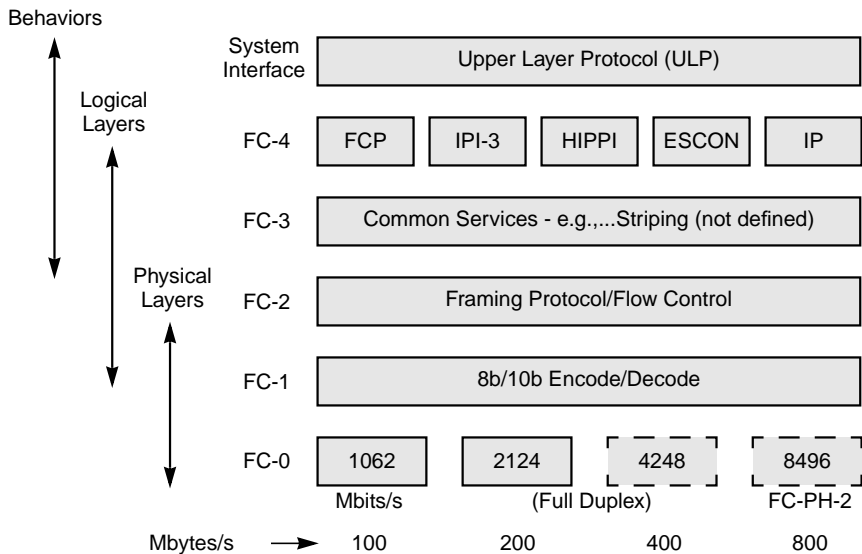 Behaviors
System
Interface
Upper Layer Protocol (ULP)
Logical
Layers
FC-4
FCP
IPI-3
HIPPI
ESCON
IP
FC-3
Common Services - e.g.,...Striping (not defined)
Physical
Layers
FC-2
Framing Protocol/Flow Control
FC-1
8b/10b Encode/Decode
FC-0
1062
2124
4248
8496
Mbits/s
(Full Duplex)
FC-PH-2
Mbytes/s
100
200
400
800